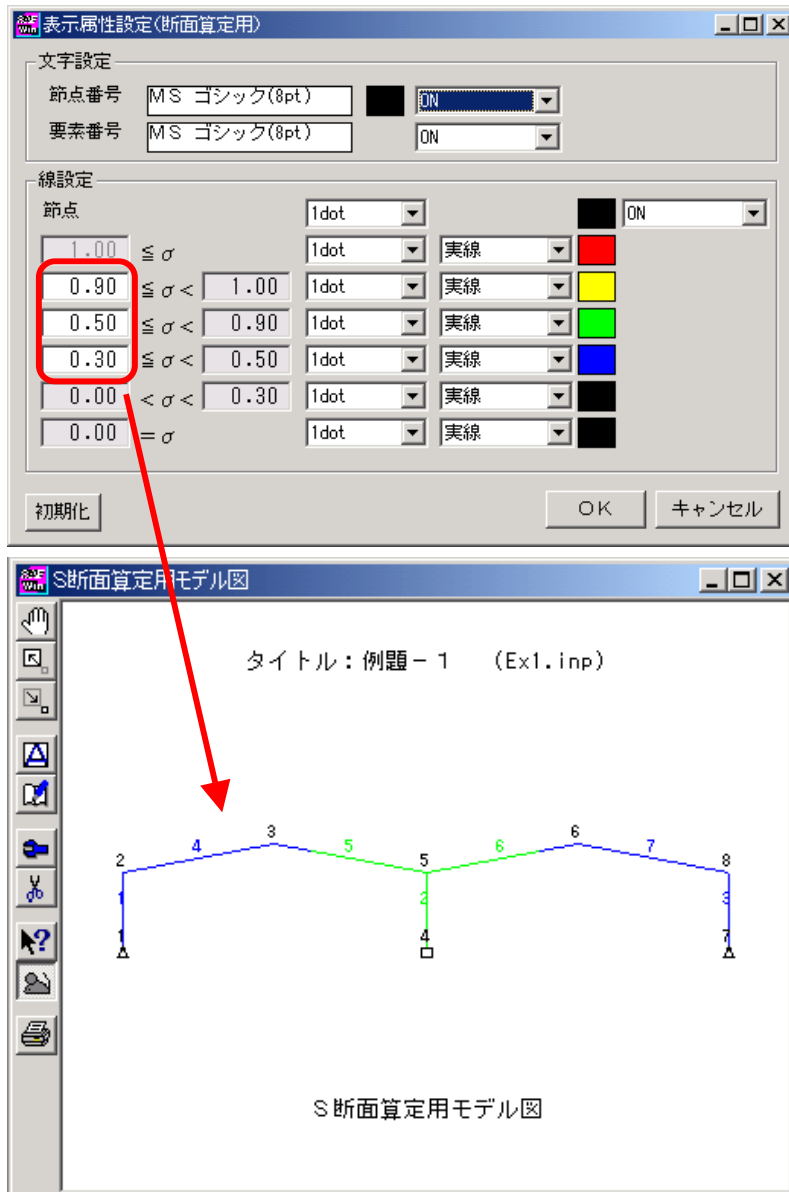 表示属性設定(断面算定用)
文字設定
節点番号 MS ゴシック(8pt) ON
要素番号 MS ゴシック(8pt) ON
線設定
節点 1dot ON
1.00 ≦σ 1dot 実線
0.90 ≦σ< 1.00 1dot 実線
0.50 ≦σ< 0.90 1dot 実線
0.30 ≦σ< 0.50 1dot 実線
0.00 <σ< 0.30 1dot 実線
0.00 =σ 1dot 実線
初期化 OK キャンセル
S断面算定用モデル図
タイトル:例題-1 (Ex1.inp)
3 6
4 5 6 7
2 5 8
1 2 3
1 4 7
S断面算定用モデル図